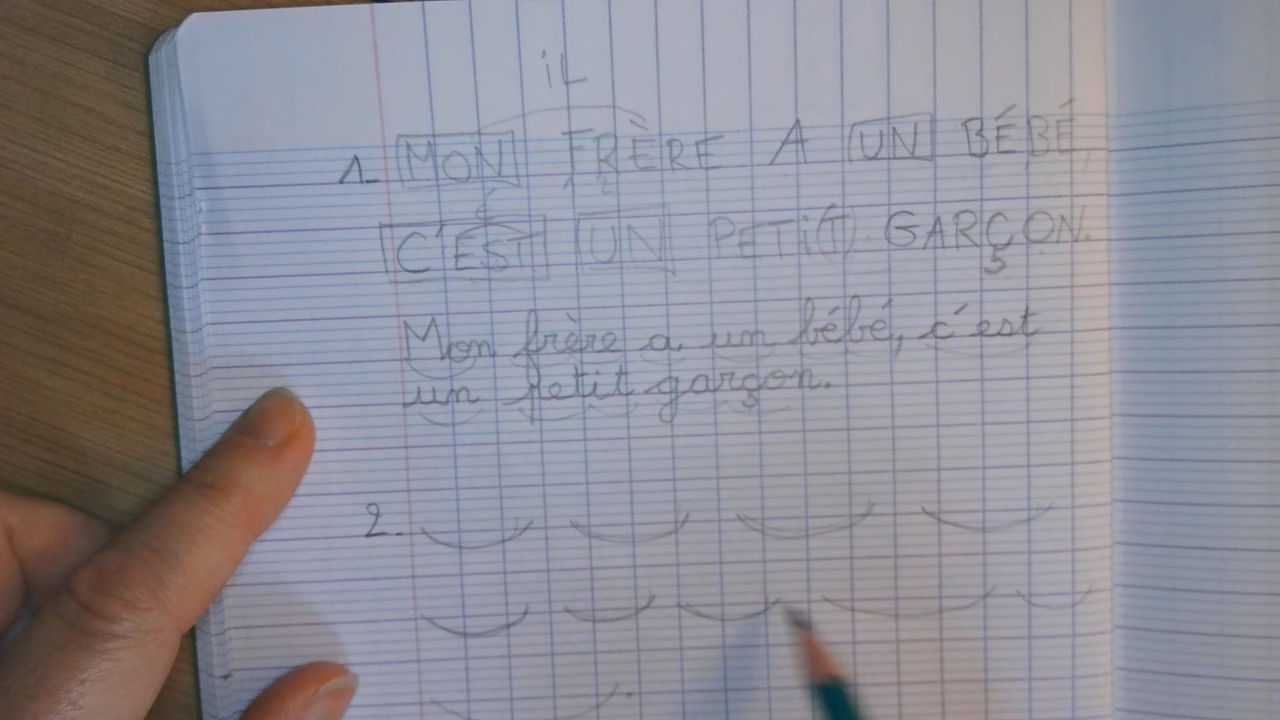 iL
1. MON FRÈRE A UN BÉBÉ,
C'EST UN PETiT GARÇON.
Mon frère a un bébé, c'est
un petit garçon.
2.